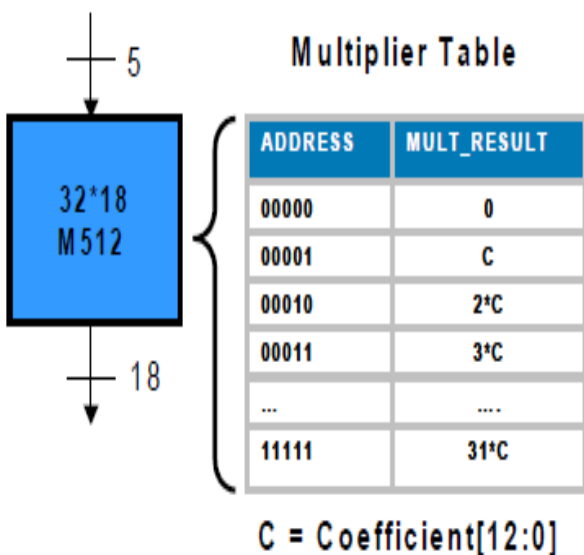 5
Multiplier Table
ADDRESS MULT_RESULT
32*18
M512
00000 0
00001 C
00010 2*C
00011 3*C
... ....
11111 31*C
18
C = Coefficient[12:0]